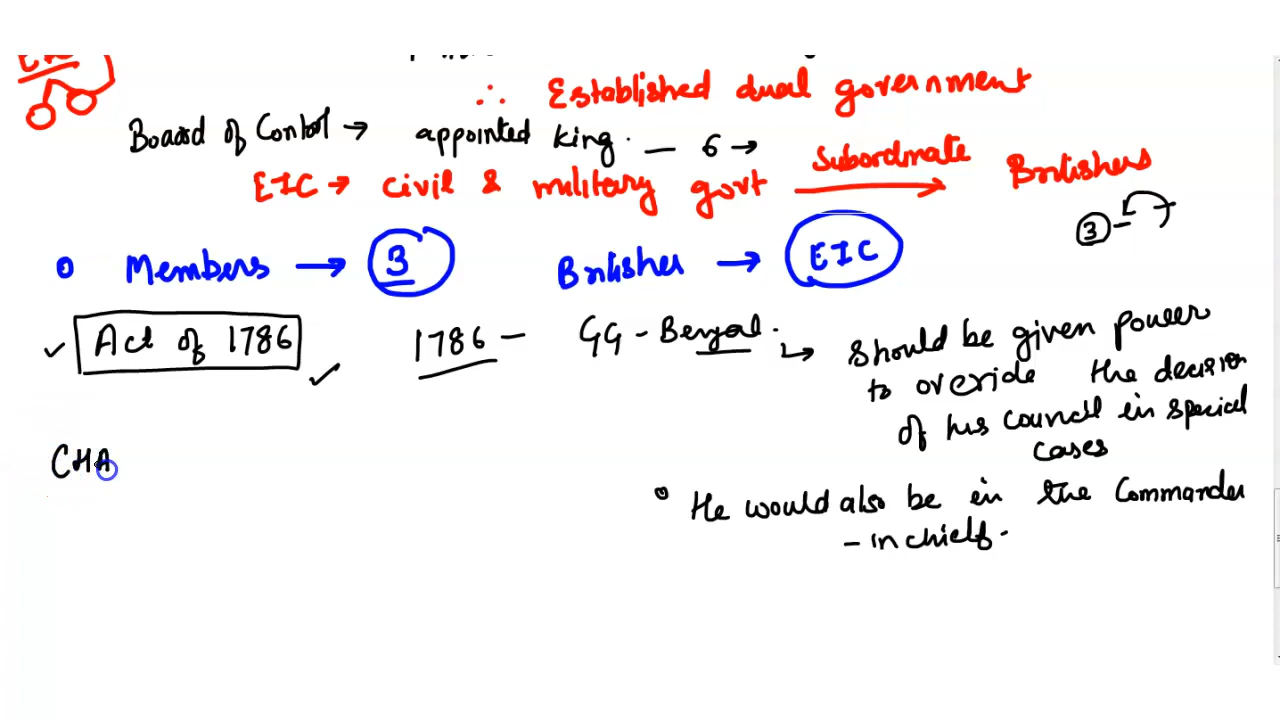 ∴ Established dual government
Board of Control → appointed king. — 6 →
EIC → civil & military govt → Subordinate Britishers
3
• Members → 3 Britisher → EIC
✓ Act of 1786 ✓ 1786 – GG - Bengal.
↳ should be given power
to override the decision
of his council in special
cases
• He would also be in the Commander
- in chief.
CHA